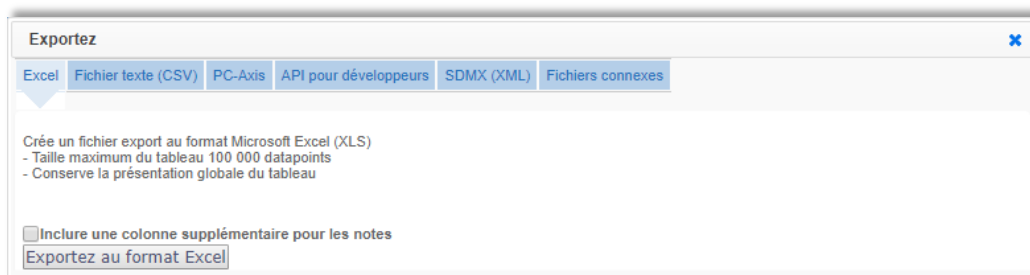 Exportez
Excel Fichier texte (CSV) PC-Axis API pour développeurs SDMX (XML) Fichiers connexes
Crée un fichier export au format Microsoft Excel (XLS)
- Taille maximum du tableau 100 000 datapoints
- Conserve la présentation globale du tableau
Inclure une colonne supplémentaire pour les notes
Exportez au format Excel